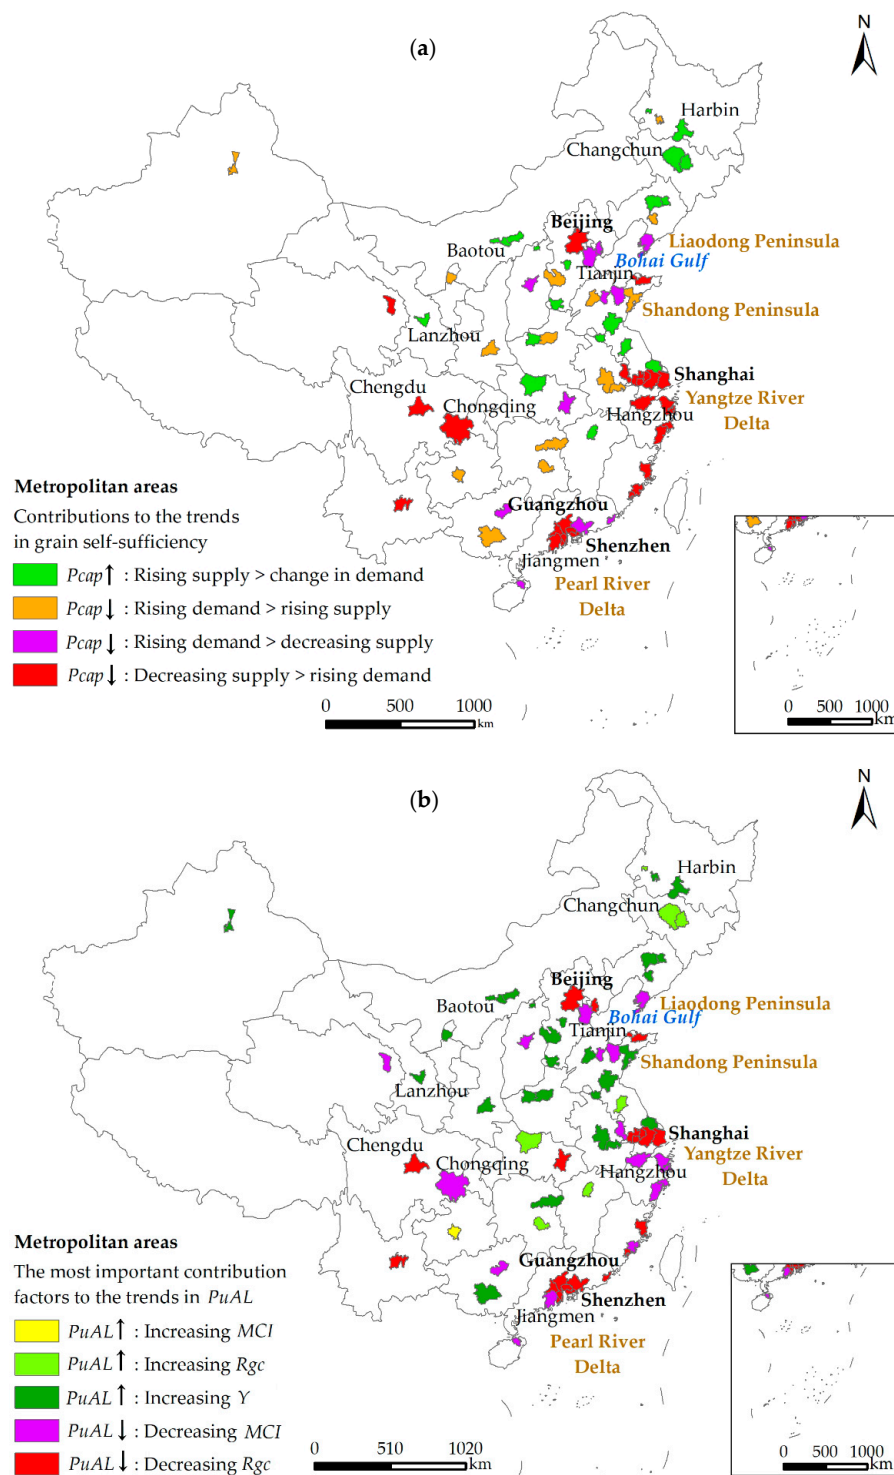 (a)
N
Harbin
Changchun
Beijing
Liaodong Peninsula
Baotou
Bohai Gulf
Tianjin
Shandong Peninsula
Lanzhou
Shanghai
Chengdu
Yangtze River
Delta
Chongqing
Hangzhou
Metropolitan areas
Guangzhou
Contributions to the trends
in grain self-sufficiency
Shenzhen
Jiangmen
Pearl River
Delta
Pcap↑ : Rising supply > change in demand
Pcap↓ : Rising demand > rising supply
Pcap↓ : Rising demand > decreasing supply
Pcap↓ : Decreasing supply > rising demand
0 500 1000
km
0 500 1000
km
(b)
N
Harbin
Changchun
Beijing
Liaodong Peninsula
Baotou
Bohai Gulf
Tianjin
Shandong Peninsula
Lanzhou
Shanghai
Chengdu
Yangtze River
Delta
Chongqing
Hangzhou
Metropolitan areas
Guangzhou
The most important contribution
factors to the trends in PuAL
Shenzhen
Jiangmen
Pearl River
Delta
PuAL↑ : Increasing MCI
PuAL↑ : Increasing Rgc
PuAL↑ : Increasing Y
PuAL↓ : Decreasing MCI
PuAL↓ : Decreasing Rgc
0 510 1020
km
0 500 1000
km